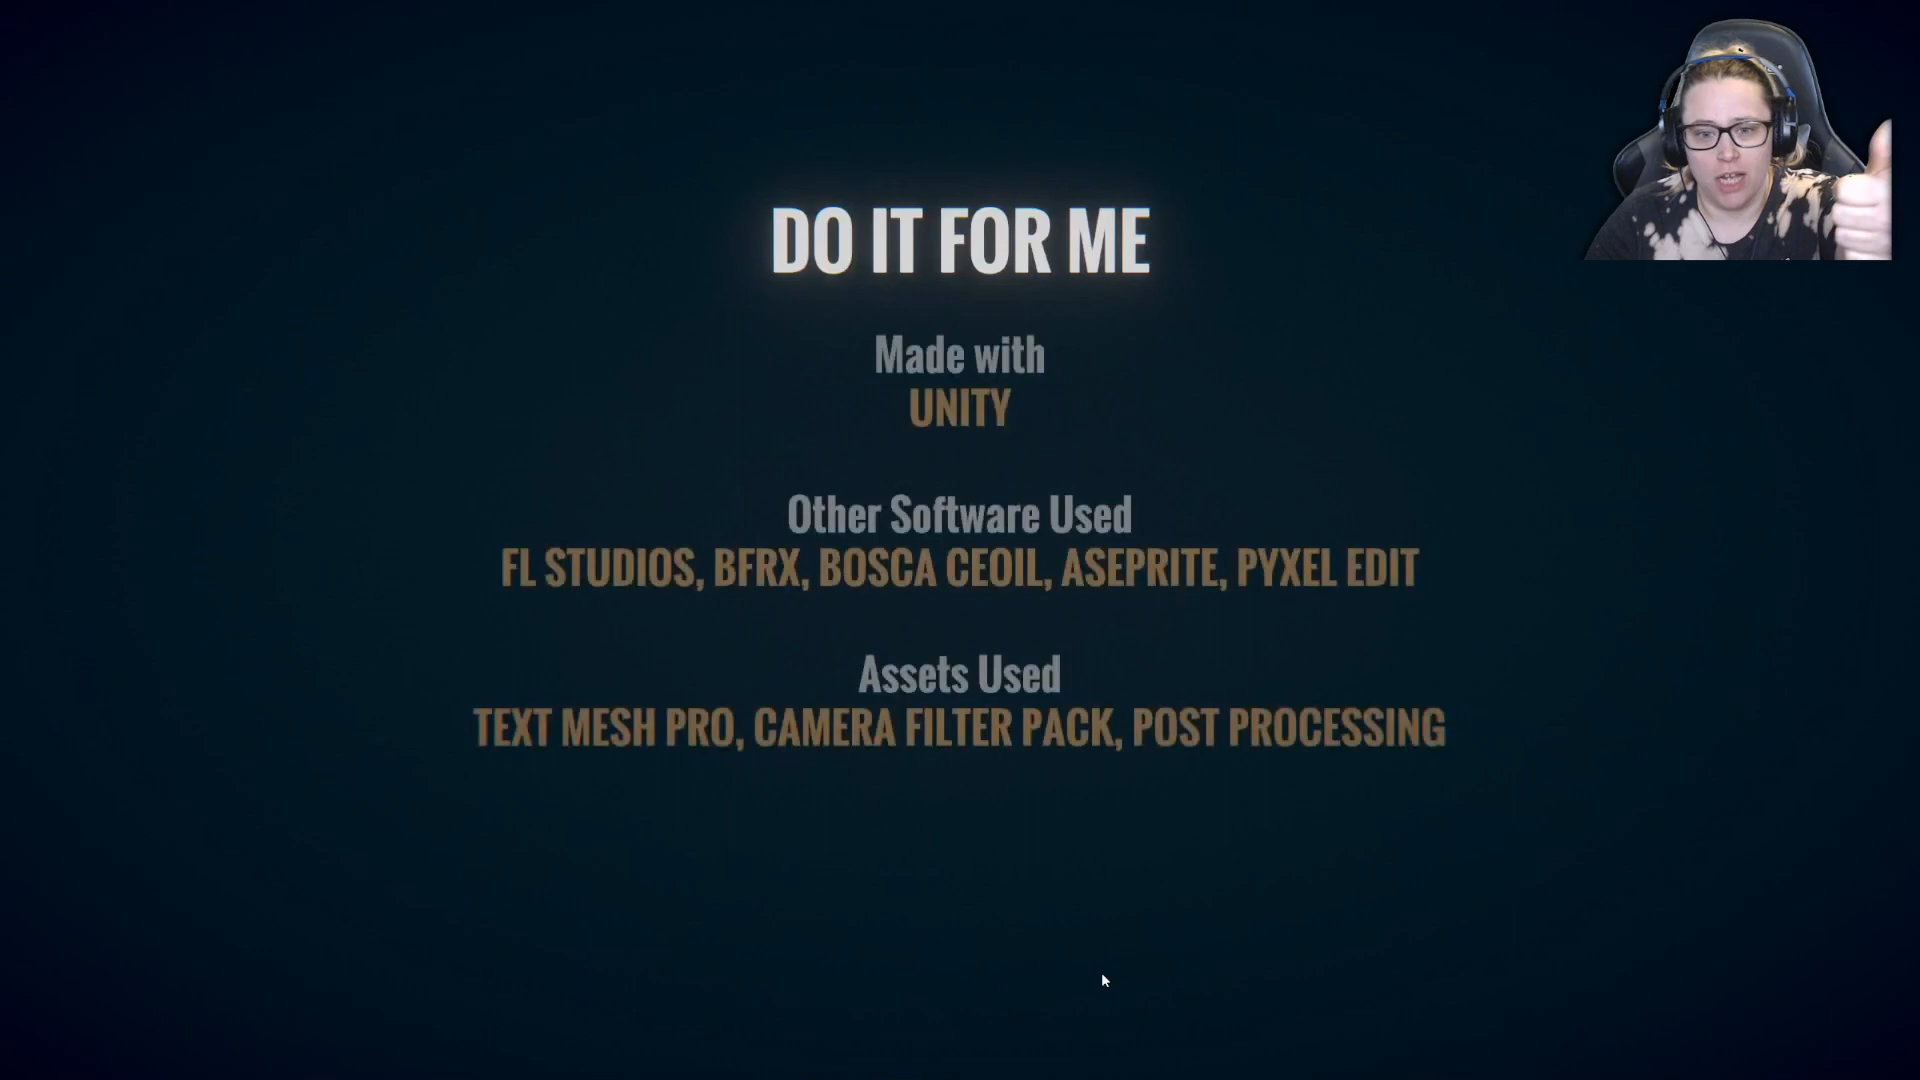 DO IT FOR ME
Made with
UNITY
Other Software Used
FL STUDIOS, BFRX, BOSCA CEOIL, ASEPRITE, PYXEL EDIT
Assets Used
TEXT MESH PRO, CAMERA FILTER PACK, POST PROCESSING